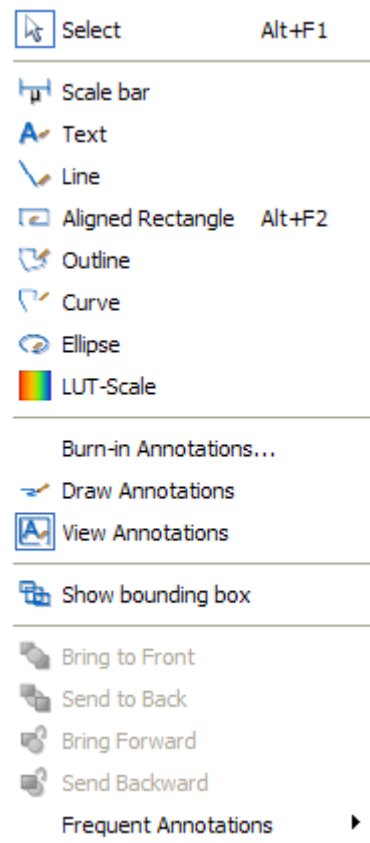 Select Alt+F1
Scale bar
Text
Line
Aligned Rectangle Alt+F2
Outline
Curve
Ellipse
LUT-Scale
Burn-in Annotations...
Draw Annotations
View Annotations
Show bounding box
Bring to Front
Send to Back
Bring Forward
Send Backward
Frequent Annotations